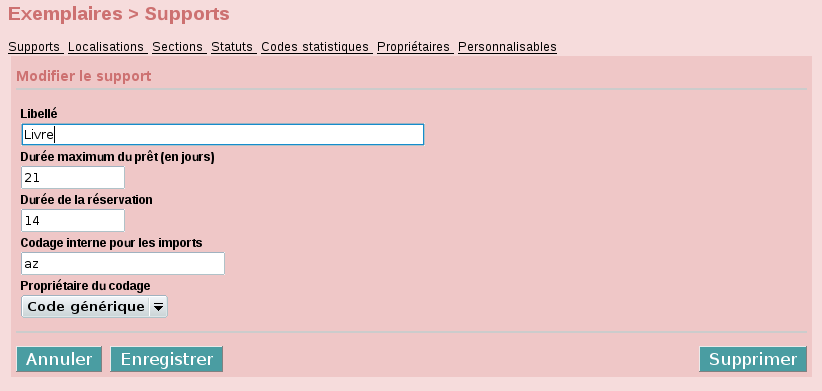 Exemplaires > Supports
Supports Localisations Sections Statuts Codes statistiques Propriétaires Personnalisables
Modifier le support
Libellé
Livre
Durée maximum du prêt (en jours)
21
Durée de la réservation
14
Codage interne pour les imports
az
Propriétaire du codage
Code générique
Annuler Enregistrer Supprimer